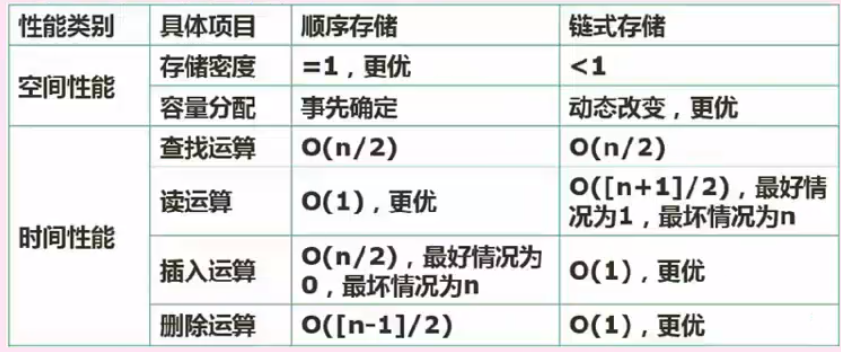 性能类别 具体项目 顺序存储 链式存储
空间性能 存储密度 =1，更优 <1
容量分配 事先确定 动态改变，更优
时间性能 查找运算 O(n/2) O(n/2)
读运算 O(1)，更优 O([n+1]/2)，最好情
况为1，最坏情况为n
插入运算 O(n/2)，最好情况为
0，最坏情况为n
O(1)，更优
删除运算 O([n-1]/2) O(1)，更优